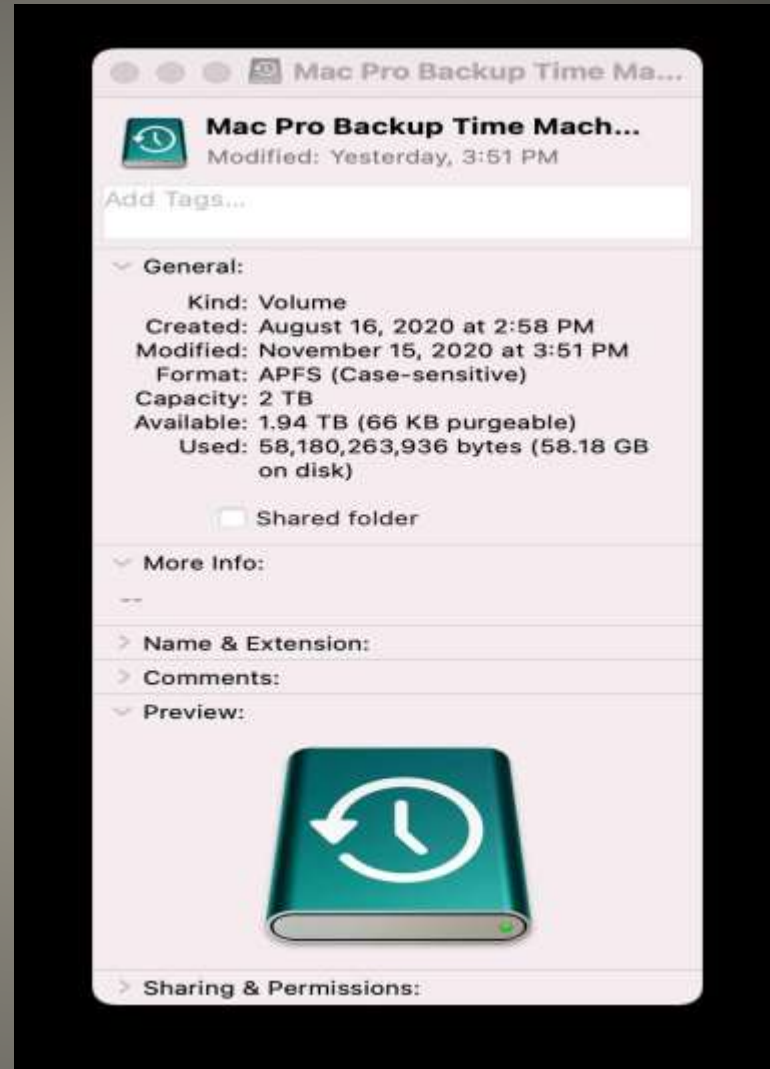 Mac Pro Backup Time Ma...
Mac Pro Backup Time Mach...
Modified: Yesterday, 3:51 PM
Add Tags...
General:
Kind: Volume
Created: August 16, 2020 at 2:58 PM
Modified: November 15, 2020 at 3:51 PM
Format: APFS (Case-sensitive)
Capacity: 2 TB
Available: 1.94 TB (66 KB purgeable)
Used: 58,180,263,936 bytes (58.18 GB
on disk)
Shared folder
More Info:
--
Name & Extension:
Comments:
Preview:
Sharing & Permissions: